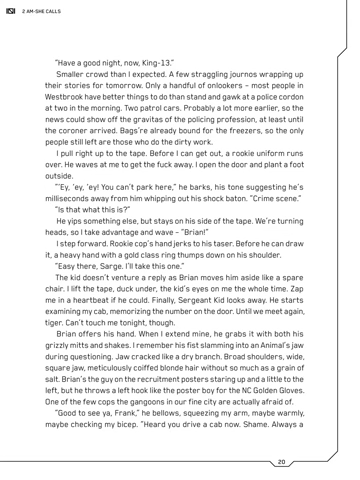 2 AM-SHE CALLS
"Have a good night, now, King-13."
Smaller crowd than I expected. A few straggling journos wrapping up
their stories for tomorrow. Only a handful of onlookers – most people in
Westbrook have better things to do than stand and gawk at a police cordon
at two in the morning. Two patrol cars. Probably a lot more earlier, so the
news could show off the gravitas of the policing profession, at least until
the coroner arrived. Bags're already bound for the freezers, so the only
people still left are those who do the dirty work.
I pull right up to the tape. Before I can get out, a rookie uniform runs
over. He waves at me to get the fuck away. I open the door and plant a foot
outside.
"'Ey, 'ey, 'ey! You can't park here," he barks, his tone suggesting he's
milliseconds away from him whipping out his shock baton. "Crime scene."
"Is that what this is?"
He yips something else, but stays on his side of the tape. We're turning
heads, so I take advantage and wave – "Brian!"
I step forward. Rookie cop's hand jerks to his taser. Before he can draw
it, a heavy hand with a gold class ring thumps down on his shoulder.
"Easy there, Sarge. I'll take this one."
The kid doesn't venture a reply as Brian moves him aside like a spare
chair. I lift the tape, duck under, the kid's eyes on me the whole time. Zap
me in a heartbeat if he could. Finally, Sergeant Kid looks away. He starts
examining my cab, memorizing the number on the door. Until we meet again,
tiger. Can't touch me tonight, though.
Brian offers his hand. When I extend mine, he grabs it with both his
grizzly mitts and shakes. I remember his fist slamming into an Animal's jaw
during questioning. Jaw cracked like a dry branch. Broad shoulders, wide,
square jaw, meticulously coiffed blonde hair without so much as a grain of
salt. Brian's the guy on the recruitment posters staring up and a little to the
left, but he throws a left hook like the poster boy for the NC Golden Gloves.
One of the few cops the gangoons in our fine city are actually afraid of.
"Good to see ya, Frank," he bellows, squeezing my arm, maybe warmly,
maybe checking my bicep. "Heard you drive a cab now. Shame. Always a
20